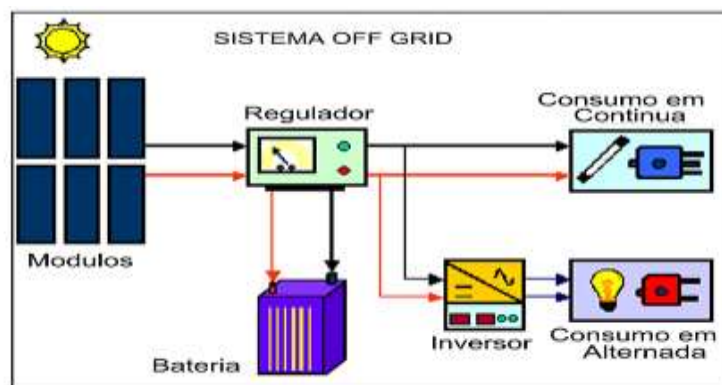 SISTEMA OFF GRID
Regulador
Consumo em
Continua
Modulos
Bateria
Inversor
Consumo em
Alternada